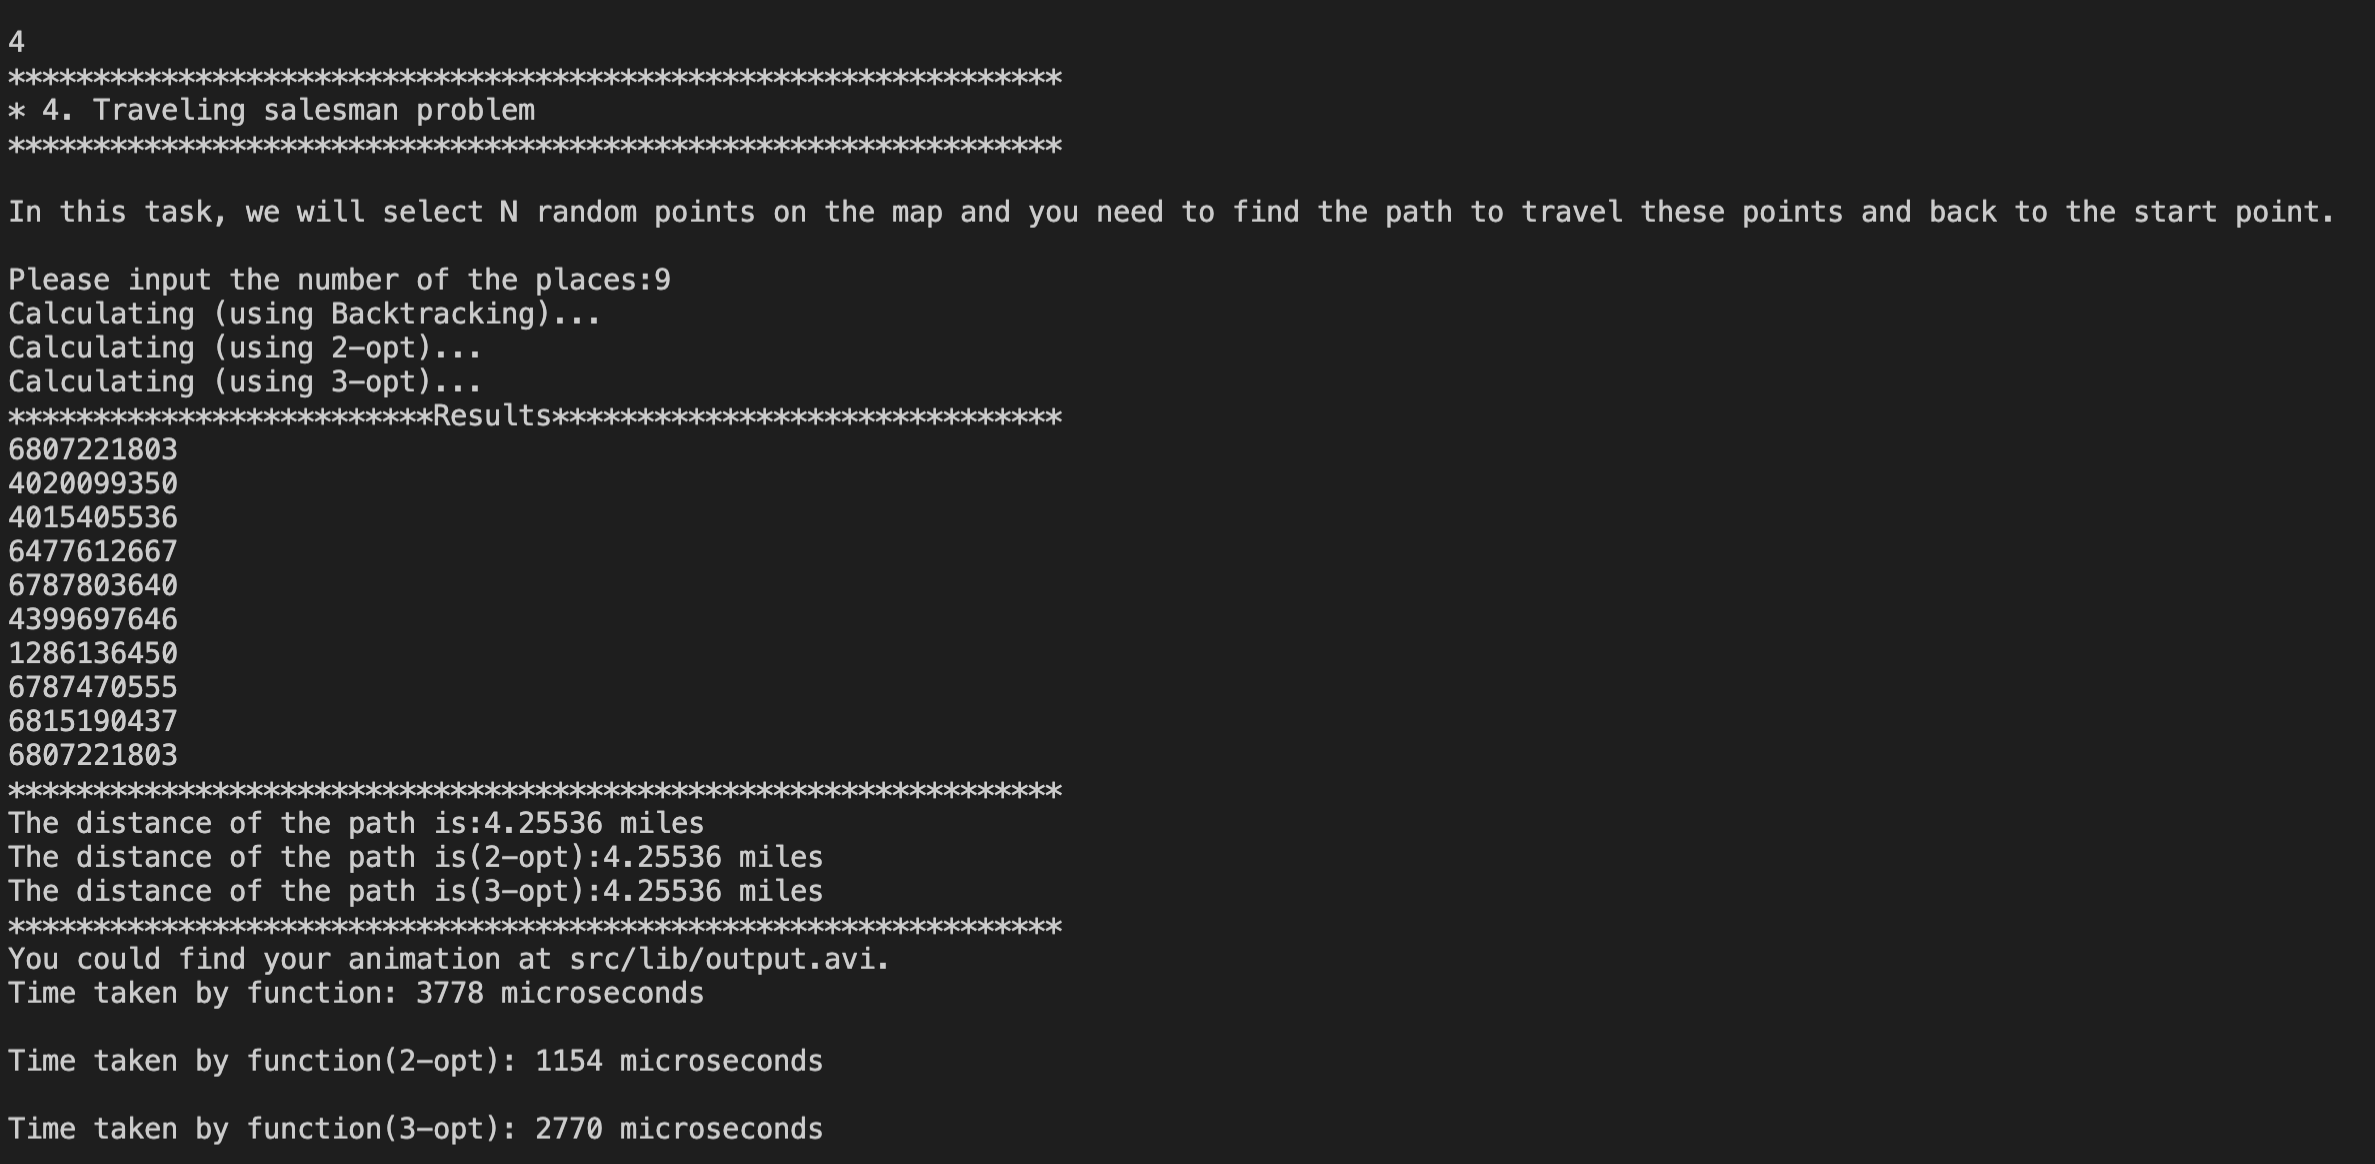 4
**************************************************************
* 4. Traveling salesman problem
**************************************************************
In this task, we will select N random points on the map and you need to find the path to travel these points and back to the start point.
Please input the number of the places:9
Calculating (using Backtracking)...
Calculating (using 2-opt)...
Calculating (using 3-opt)...
*************************Results******************************
6807221803
4020099350
4015405536
6477612667
6787803640
4399697646
1286136450
6787470555
6815190437
6807221803
**************************************************************
The distance of the path is:4.25536 miles
The distance of the path is(2-opt):4.25536 miles
The distance of the path is(3-opt):4.25536 miles
**************************************************************
You could find your animation at src/lib/output.avi.
Time taken by function: 3778 microseconds
Time taken by function(2-opt): 1154 microseconds
Time taken by function(3-opt): 2770 microseconds